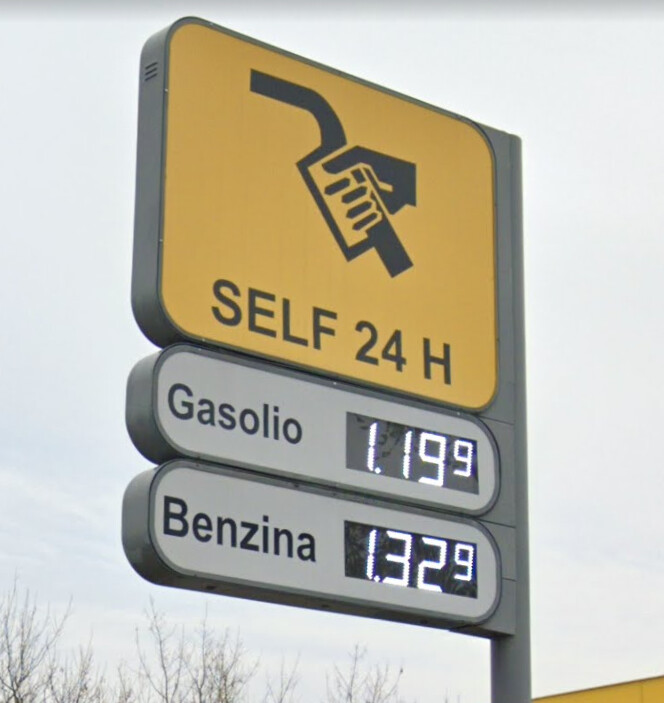 SELF 24 H
Gasolio 1.199
Benzina 1.329